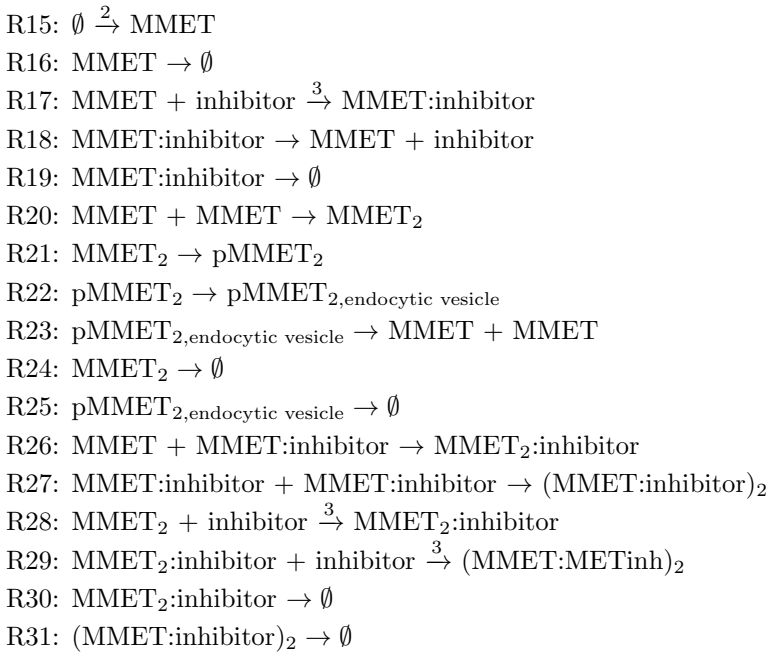 R15: ∅ →² MMET
R16: MMET → ∅
R17: MMET + inhibitor →³ MMET:inhibitor
R18: MMET:inhibitor → MMET + inhibitor
R19: MMET:inhibitor → ∅
R20: MMET + MMET → MMET₂
R21: MMET₂ → pMMET₂
R22: pMMET₂ → pMMET₂,endocytic vesicle
R23: pMMET₂,endocytic vesicle → MMET + MMET
R24: MMET₂ → ∅
R25: pMMET₂,endocytic vesicle → ∅
R26: MMET + MMET:inhibitor → MMET₂:inhibitor
R27: MMET:inhibitor + MMET:inhibitor → (MMET:inhibitor)₂
R28: MMET₂ + inhibitor →³ MMET₂:inhibitor
R29: MMET₂:inhibitor + inhibitor →³ (MMET:METinh)₂
R30: MMET₂:inhibitor → ∅
R31: (MMET:inhibitor)₂ → ∅